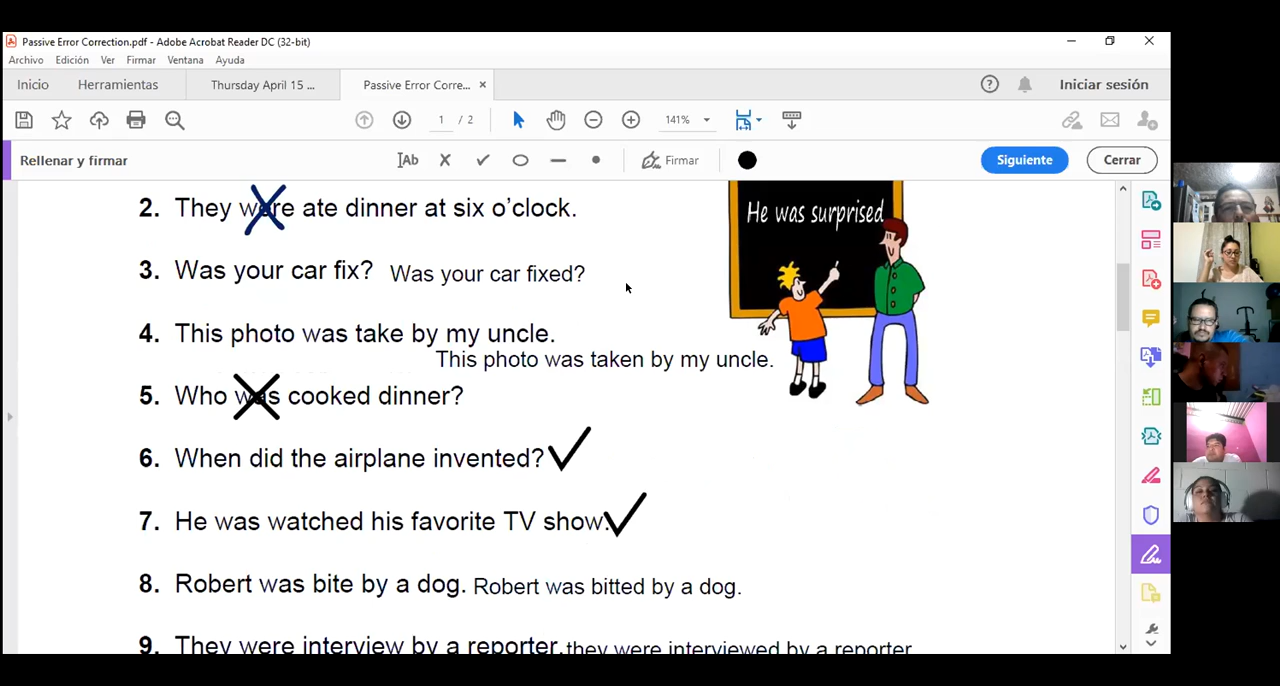 Passive Error Correction.pdf - Adobe Acrobat Reader DC (32-bit)
Archivo Edición Ver Firmar Ventana Ayuda
Inicio Herramientas Thursday April 15 ... Passive Error Corre... Iniciar sesión
1 / 2 141%
Rellenar y firmar Ab Firmar Siguiente Cerrar
He was surprised
2. They were ate dinner at six o'clock.
3. Was your car fix? Was your car fixed?
4. This photo was take by my uncle.
This photo was taken by my uncle.
5. Who was cooked dinner?
6. When did the airplane invented?
7. He was watched his favorite TV show.
8. Robert was bite by a dog. Robert was bitted by a dog.
9. They were interview by a reporter. they were interviewed by a reporter